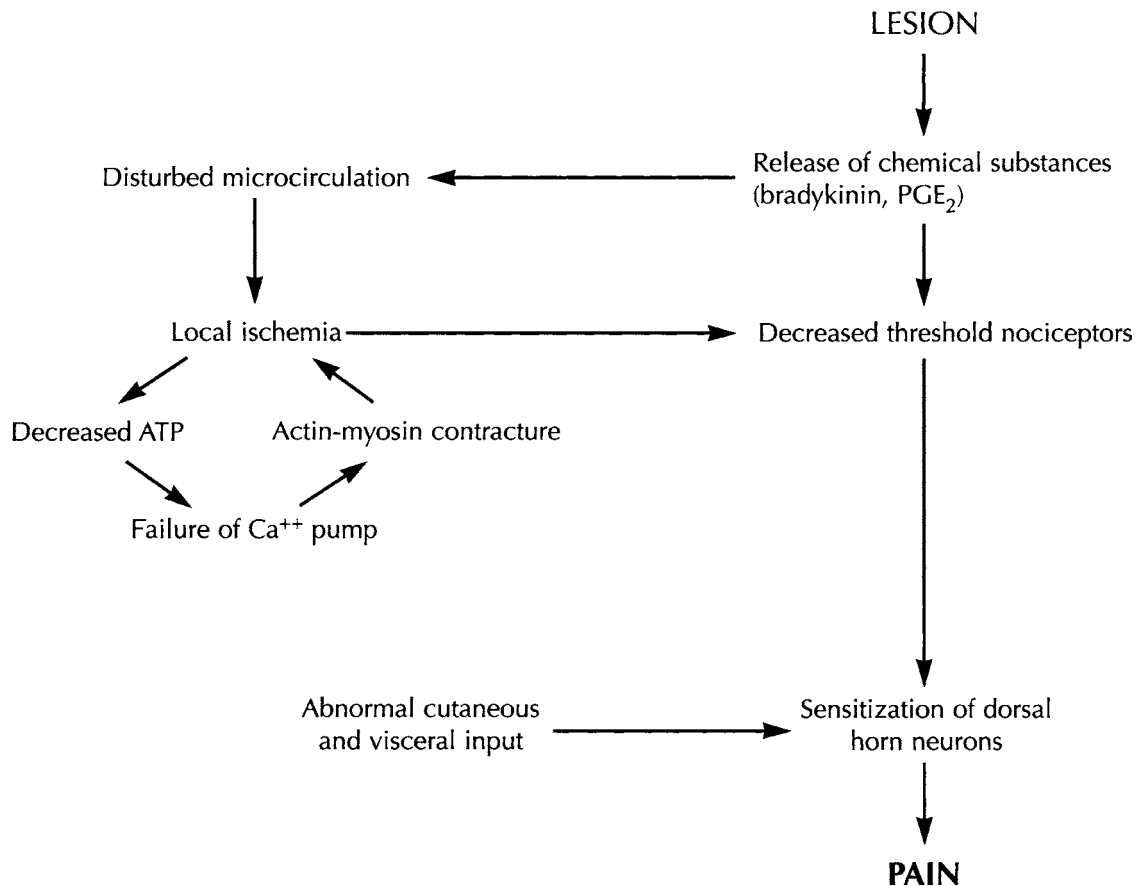 LESION
Disturbed microcirculation
Release of chemical substances
(bradykinin, PGE₂)
Local ischemia
Decreased threshold nociceptors
Decreased ATP
Actin-myosin contracture
Failure of Ca⁺⁺ pump
Abnormal cutaneous
and visceral input
Sensitization of dorsal
horn neurons
PAIN